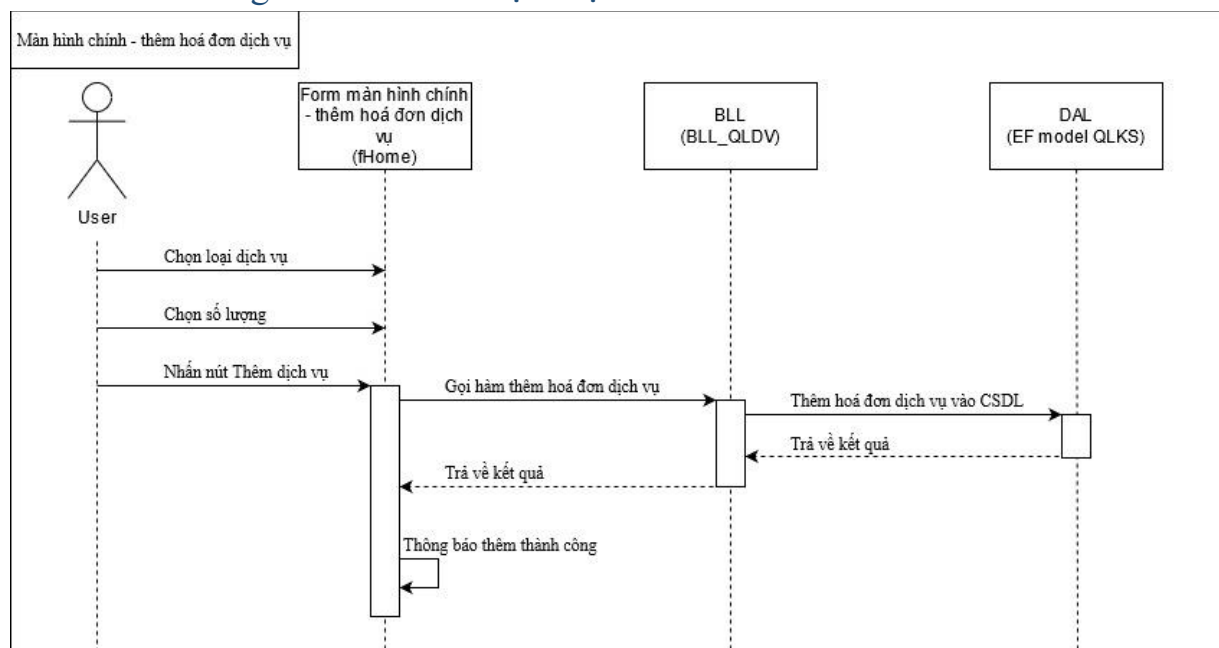 Màn hình chính - thêm hoá đơn dịch vụ
Form màn hình chính
- thêm hoá đơn dịch
vụ
(fHome)
BLL
(BLL_QLDV)
DAL
(EF model QLKS)
User
Chọn loại dịch vụ
Chọn số lượng
Nhấn nút Thêm dịch vụ
Gọi hàm thêm hoá đơn dịch vụ
Thêm hoá đơn dịch vụ vào CSDL
Trả về kết quả
Trả về kết quả
Thông báo thêm thành công